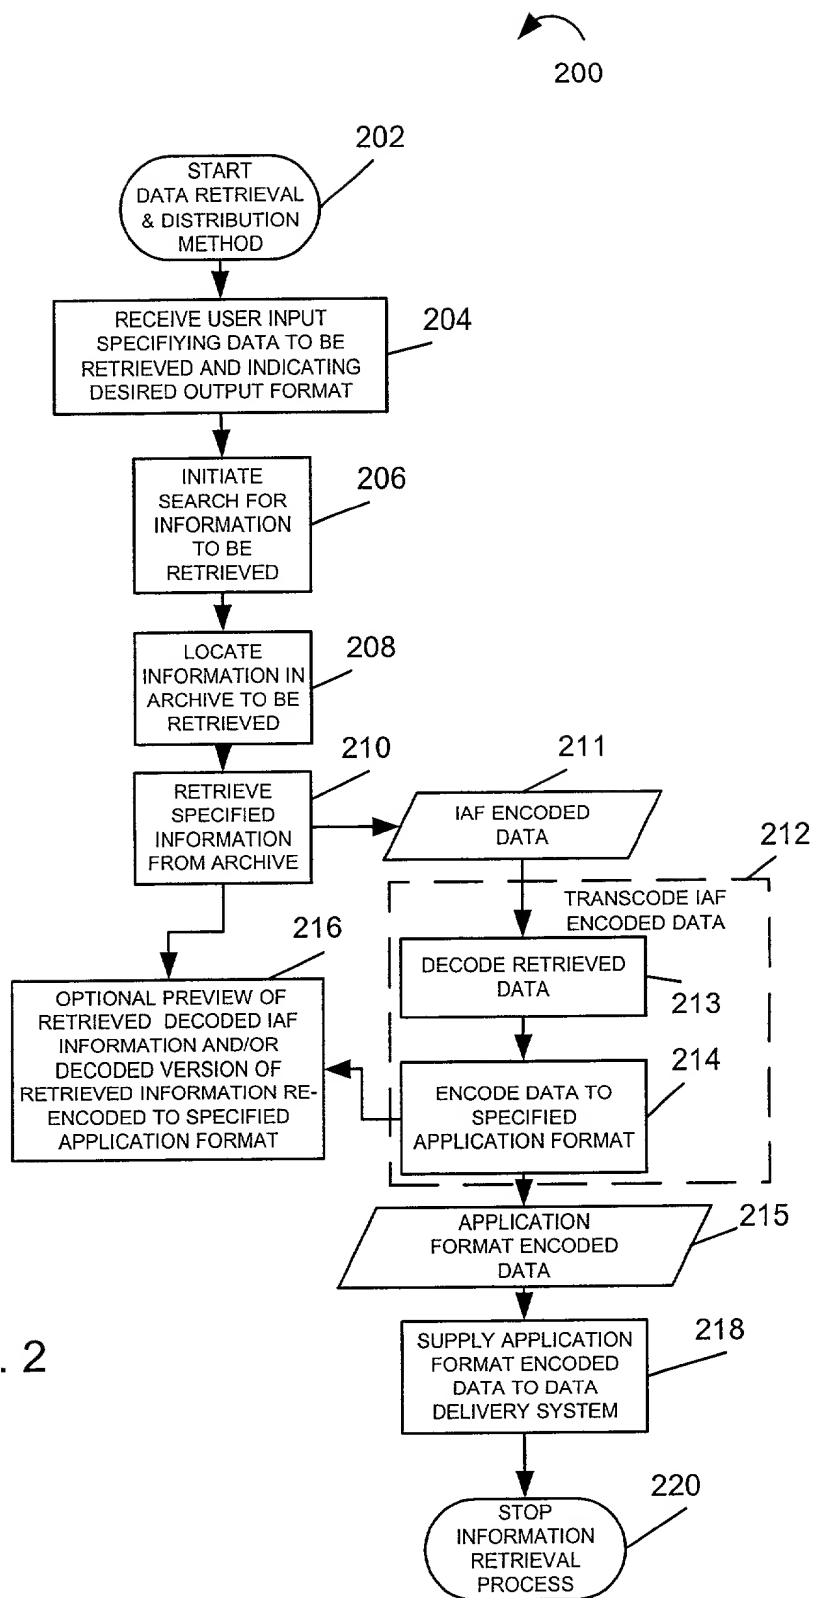 200
202
START
DATA RETRIEVAL
& DISTRIBUTION
METHOD
204
RECEIVE USER INPUT
SPECIFIYING DATA TO BE
RETRIEVED AND INDICATING
DESIRED OUTPUT FORMAT
206
INITIATE
SEARCH FOR
INFORMATION
TO BE
RETRIEVED
208
LOCATE
INFORMATION IN
ARCHIVE TO BE
RETRIEVED
210
RETRIEVE
SPECIFIED
INFORMATION
FROM ARCHIVE
211
IAF ENCODED
DATA
212
TRANSCODE IAF
ENCODED DATA
DECODE RETRIEVED
DATA
213
214
ENCODE DATA TO
SPECIFIED
APPLICATION FORMAT
216
OPTIONAL PREVIEW OF
RETRIEVED DECODED IAF
INFORMATION AND/OR
DECODED VERSION OF
RETRIEVED INFORMATION RE-
ENCODED TO SPECIFIED
APPLICATION FORMAT
215
APPLICATION
FORMAT ENCODED
DATA
218
SUPPLY APPLICATION
FORMAT ENCODED
DATA TO DATA
DELIVERY SYSTEM
. 2
220
STOP
INFORMATION
RETRIEVAL
PROCESS